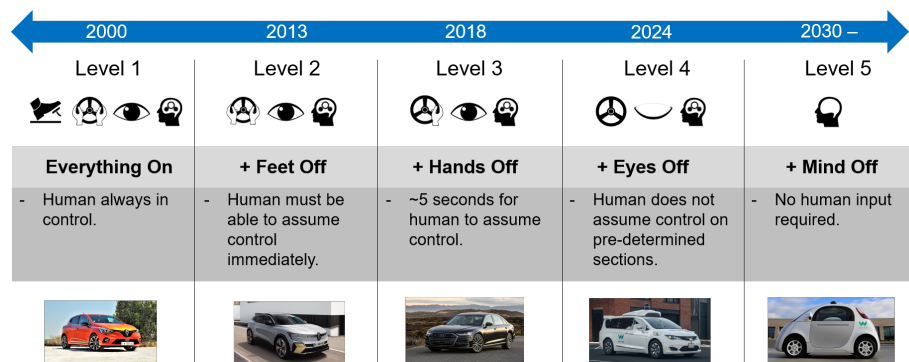 2000 2013 2018 2024 2030 –
Level 1 Level 2 Level 3 Level 4 Level 5
Everything On + Feet Off + Hands Off + Eyes Off + Mind Off
- Human always in
control.
- Human must be
able to assume
control
immediately.
- ~5 seconds for
human to assume
control.
- Human does not
assume control on
pre-determined
sections.
- No human input
required.